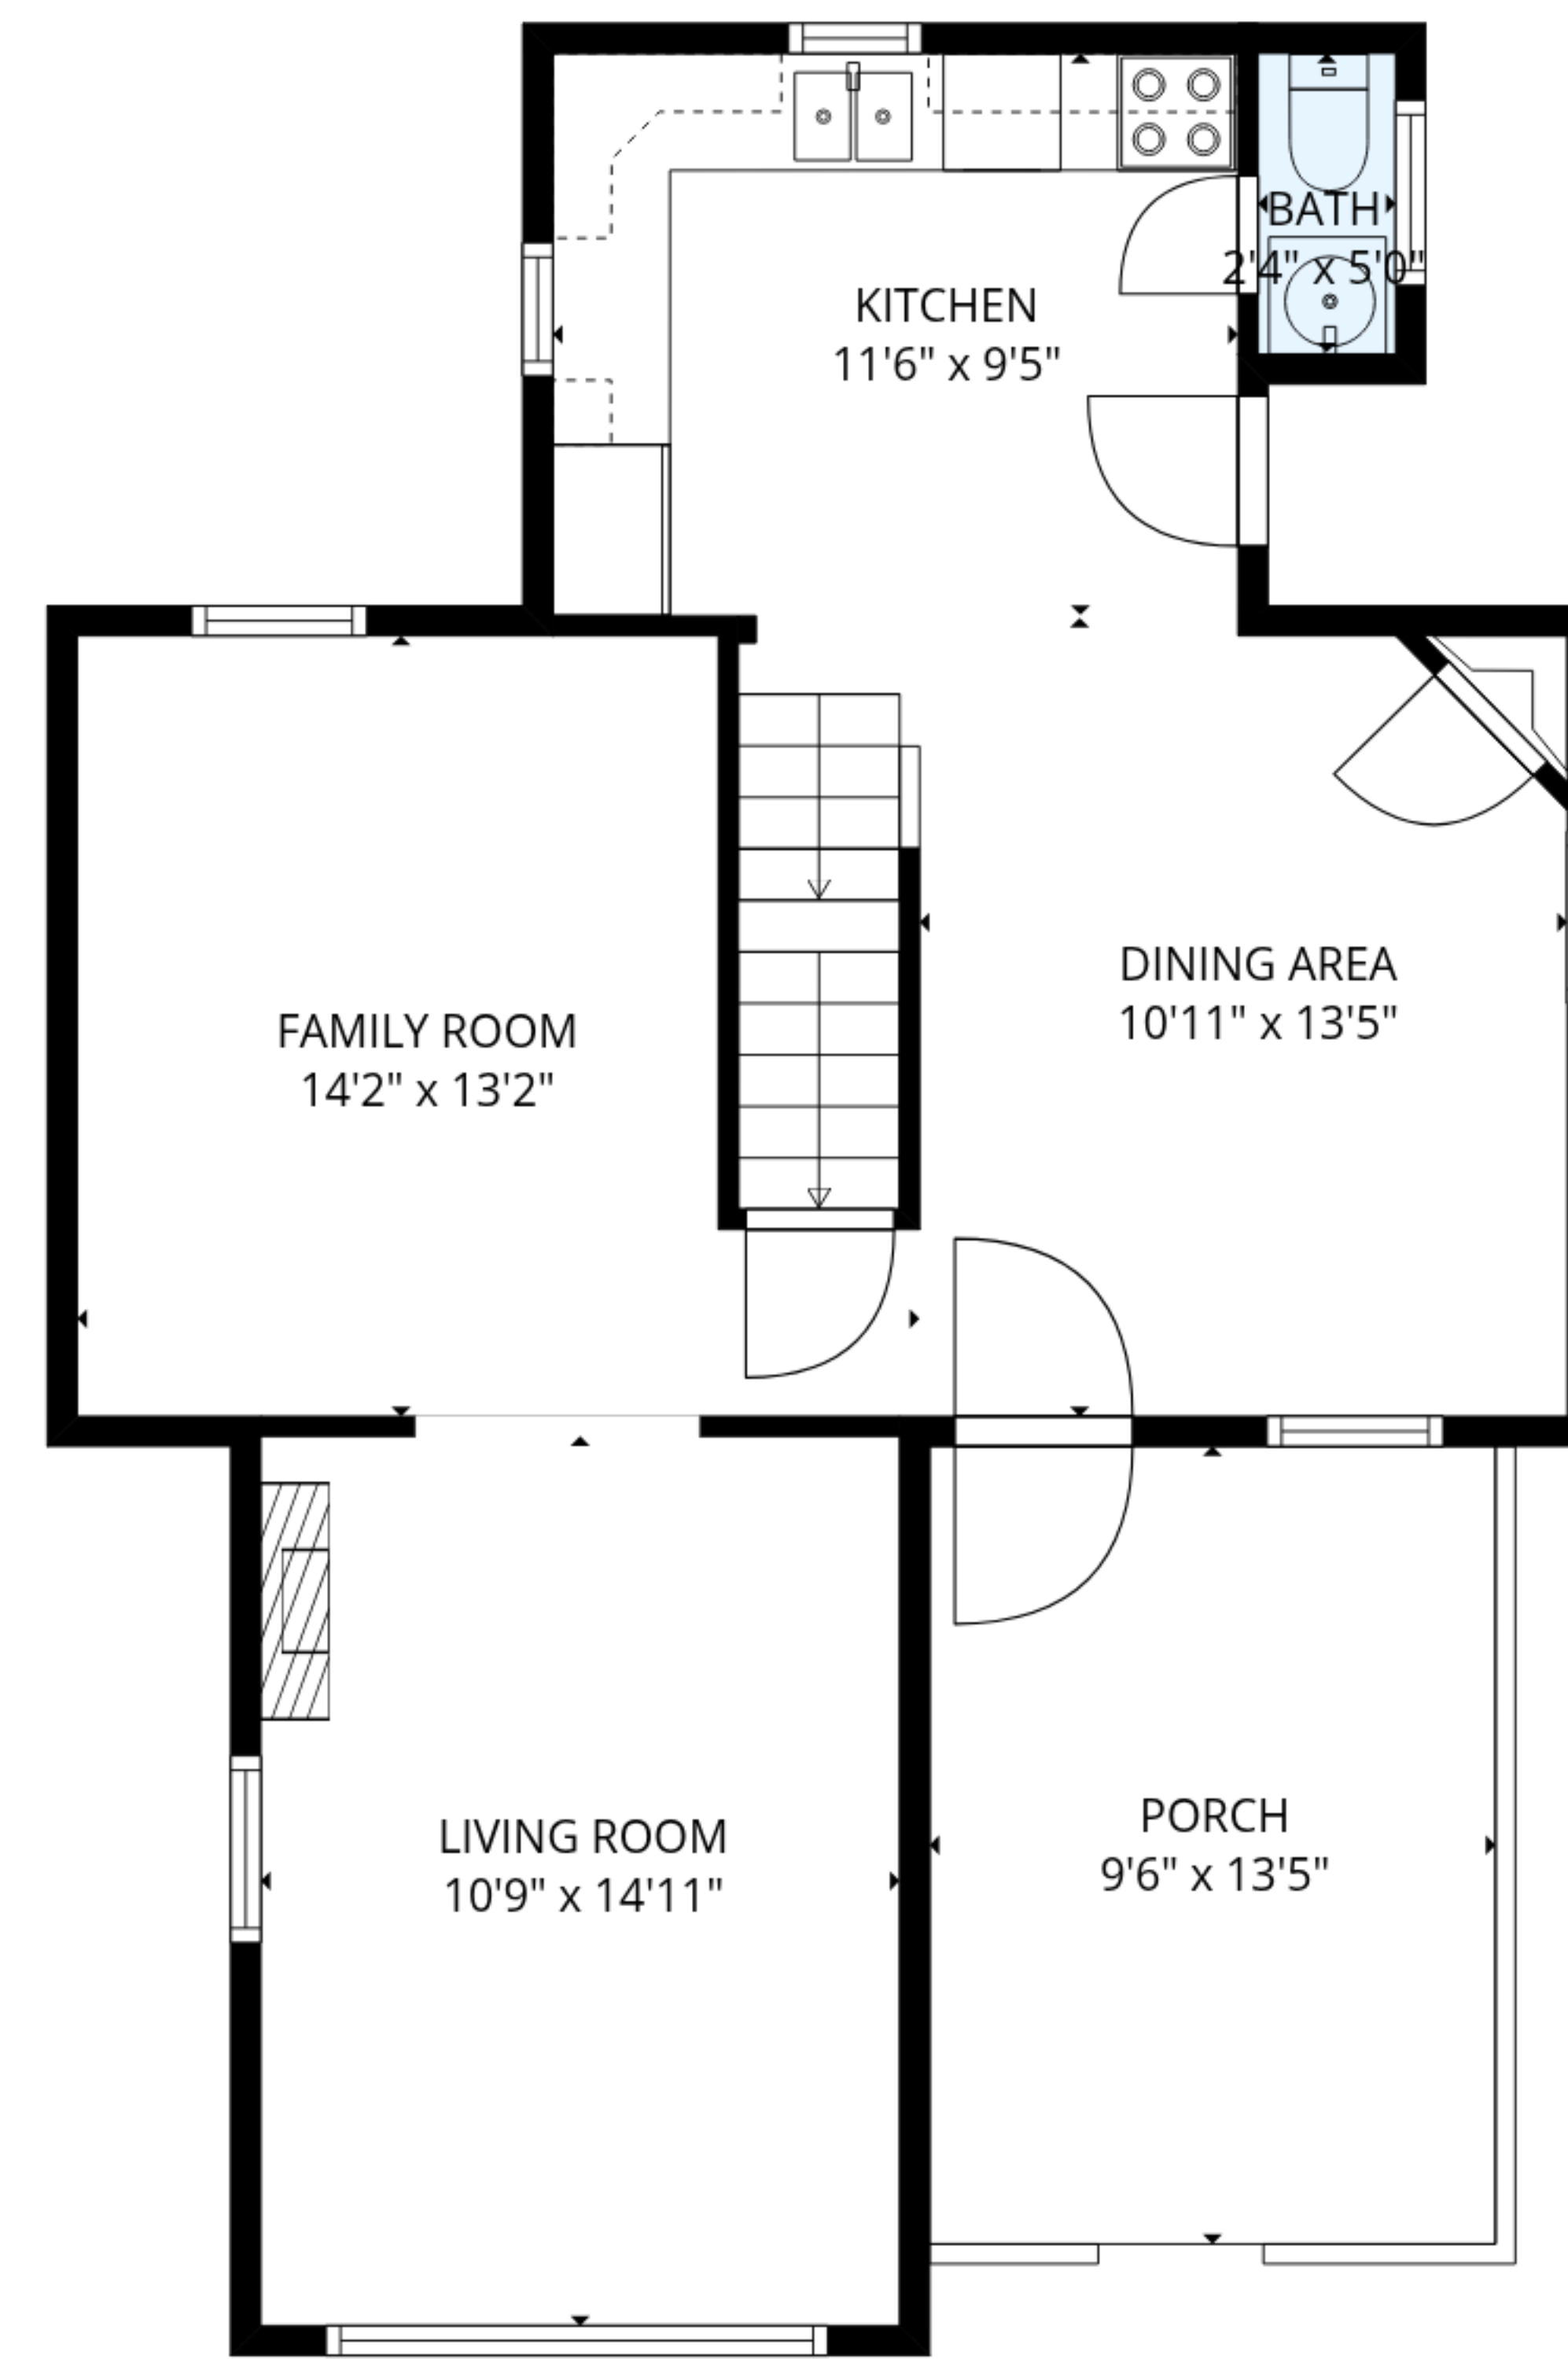 BATH
2'4" x 5'0"
KITCHEN
11'6" x 9'5"
DINING AREA
10'11" x 13'5"
FAMILY ROOM
14'2" x 13'2"
PORCH
9'6" x 13'5"
LIVING ROOM
10'9" x 14'11"